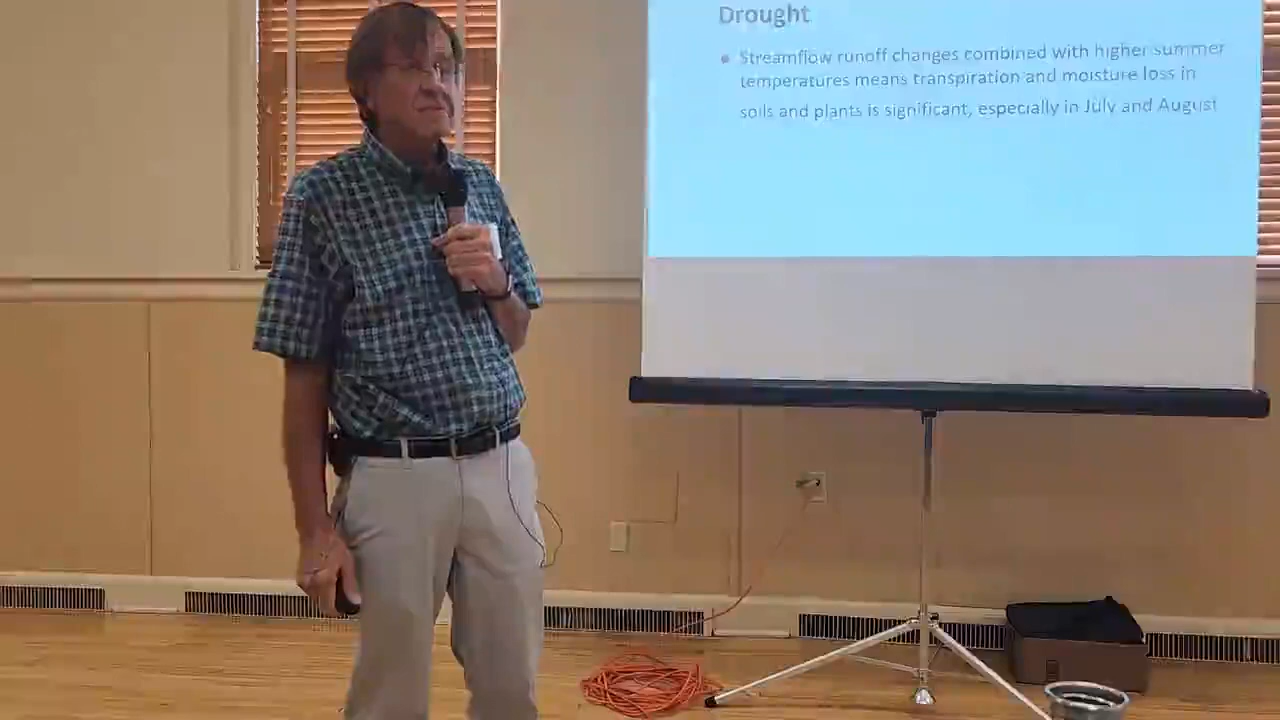 Drought
Streamflow runoff changes combined with higher summer
temperatures means transpiration and moisture loss in
soils and plants is significant, especially in July and August